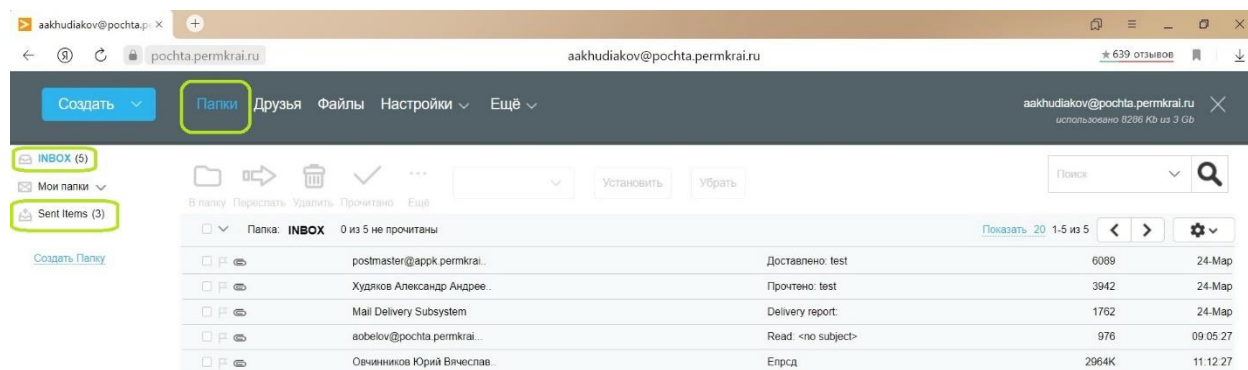 aakhudiakov@pochta.p
pochta.permkrai.ru aakhudiakov@pochta.permkrai.ru 639 отзывов
Создать Папки Друзья Файлы Настройки Ещё aakhudiakov@pochta.permkrai.ru
использовано 8286 Kb из 3 Gb
INBOX (5)
Мои папки
Sent Items (3)
Создать Папку
Установить Убрать Поиск
В папку Переслать Удалить Прочитано Ещё
Папка: INBOX 0 из 5 не прочитаны Показать 20 1-5 из 5
postmaster@appk.permkrai.. Доставлено: test 6089 24-Мар
Худяков Александр Андрее.. Прочтено: test 3942 24-Мар
Mail Delivery Subsystem Delivery report: 1762 24-Мар
aobelov@pochta.permkrai... Read: <no subject> 976 09:05:27
Овчинников Юрий Вячеслав.. Епрсд 2964K 11:12:27